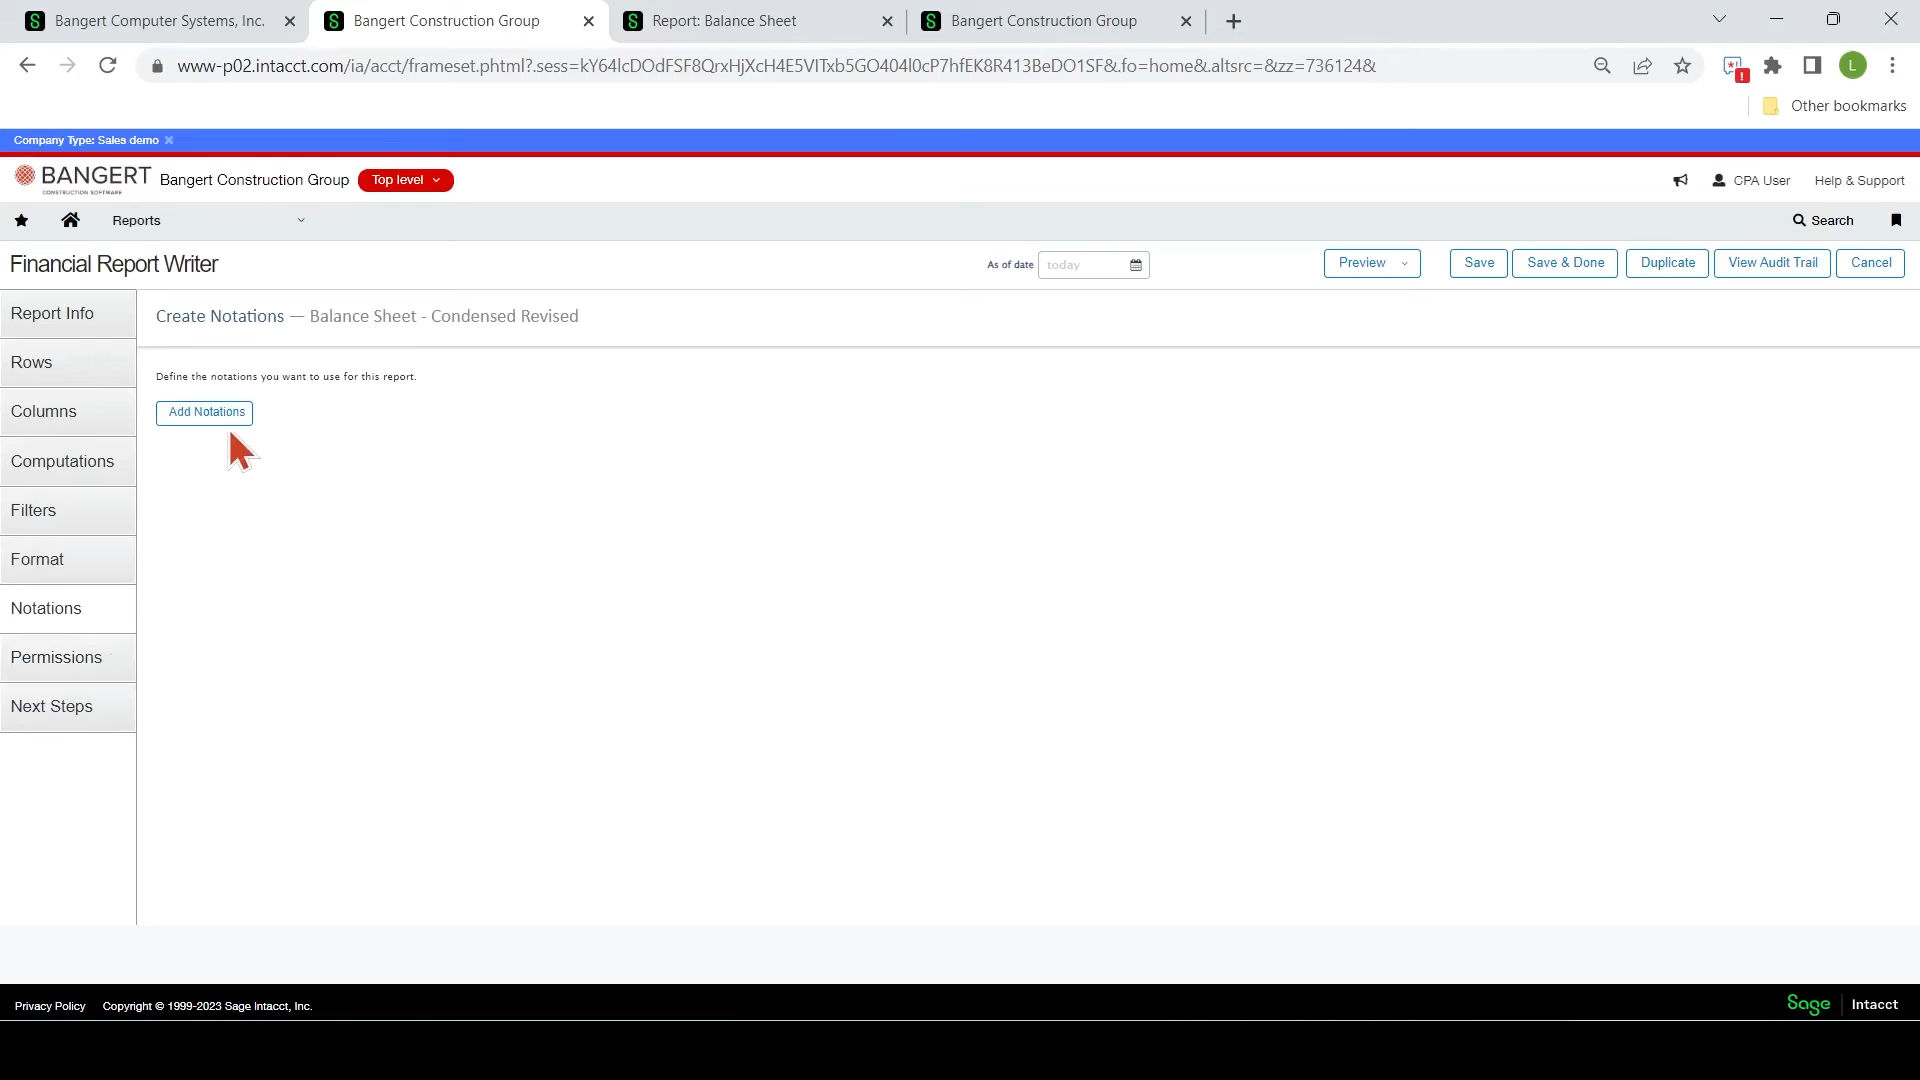 Bangert Computer Systems, Inc.
Bangert Construction Group
Report: Balance Sheet
Bangert Construction Group
www-p02.intacct.com/ia/acct/frameset.phtml?.sess=kY64lcDOdFSF8QrxHjXcH4E5VITxb5GO404l0cP7hfEK8R413BeDO1SF&.fo=home&.altsrc=&zz=736124&
L
Other bookmarks
Company Type: Sales demo
BANGERT
CONSTRUCTION SOFTWARE
Bangert Construction Group
Top level
CPA User
Help & Support
Reports
Search
Financial Report Writer
As of date
today
Preview
Save
Save & Done
Duplicate
View Audit Trail
Cancel
Report Info
Rows
Columns
Computations
Filters
Format
Notations
Permissions
Next Steps
Create Notations — Balance Sheet - Condensed Revised
Define the notations you want to use for this report.
Add Notations
Privacy Policy
Copyright © 1999-2023 Sage Intacct, Inc.
Sage
Intacct